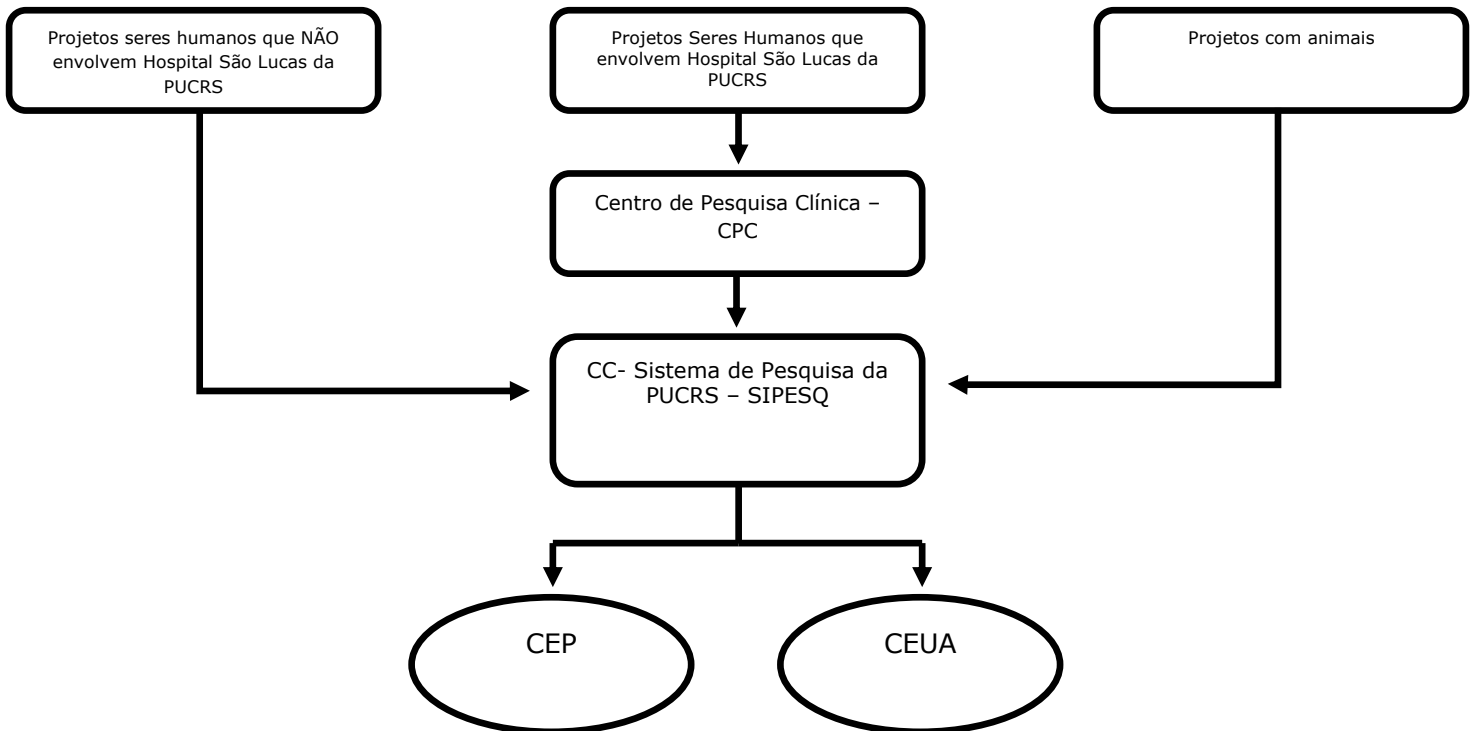 Projetos seres humanos que NÃO
envolvem Hospital São Lucas da
PUCRS
Projetos Seres Humanos que
envolvem Hospital São Lucas da
PUCRS
Projetos com animais
Centro de Pesquisa Clínica –
CPC
CC- Sistema de Pesquisa da
PUCRS – SIPESQ
CEP
CEUA